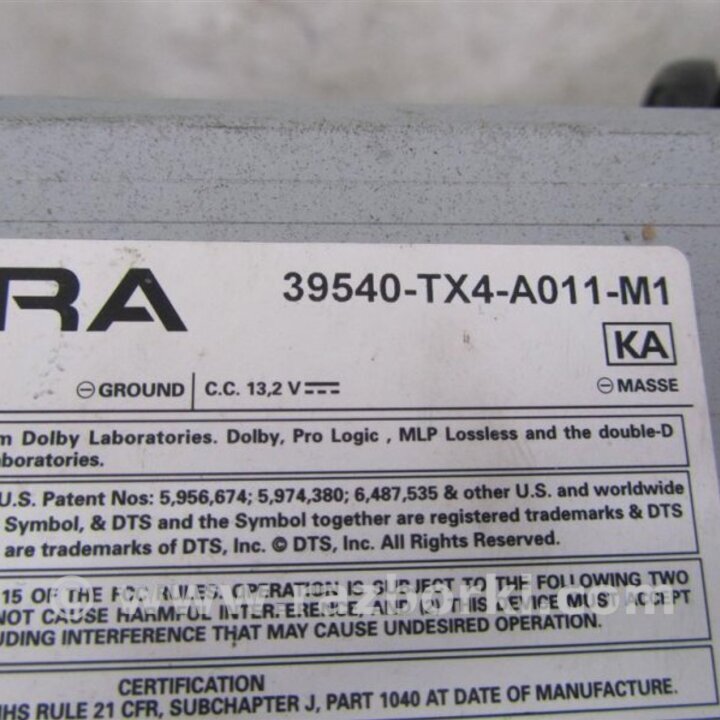 RA 39540-TX4-A011-M1
KA
⊖ GROUND C.C. 13,2 V ⎓ ⊖ MASSE
m Dolby Laboratories. Dolby, Pro Logic , MLP Lossless and the double-D
boratories.
U.S. Patent Nos: 5,956,674; 5,974,380; 6,487,535 & other U.S. and worldwide
Symbol, & DTS and the Symbol together are registered trademarks & DTS
are trademarks of DTS, Inc. © DTS, Inc. All Rights Reserved.
15 OF THE FCC RULES. OPERATION IS SUBJECT TO THE FOLLOWING TWO
NOT CAUSE HARMFUL INTERFERENCE, AND (2) THIS DEVICE MUST ACCEPT
UDING INTERFERENCE THAT MAY CAUSE UNDESIRED OPERATION.
CERTIFICATION
HHS RULE 21 CFR, SUBCHAPTER J, PART 1040 AT DATE OF MANUFACTURE.